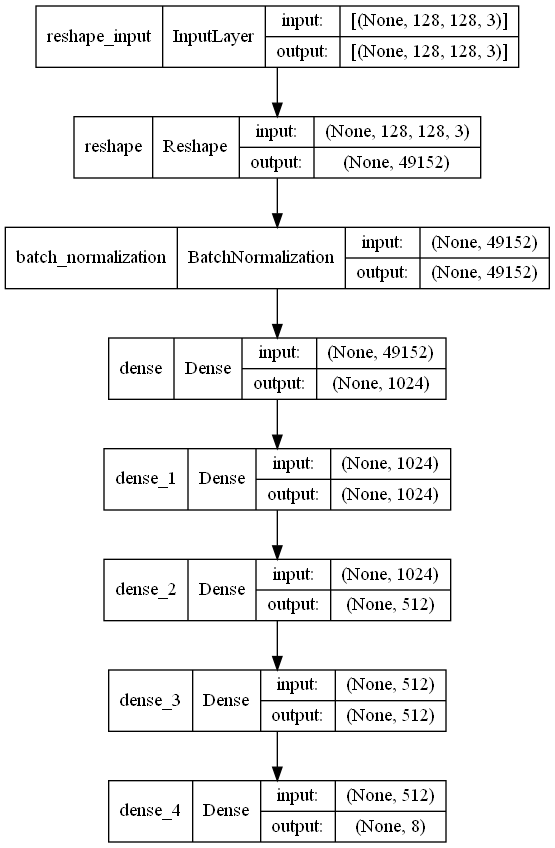 reshape_input InputLayer input: [(None, 128, 128, 3)]
output: [(None, 128, 128, 3)]
reshape Reshape input: (None, 128, 128, 3)
output: (None, 49152)
batch_normalization BatchNormalization input: (None, 49152)
output: (None, 49152)
dense Dense input: (None, 49152)
output: (None, 1024)
dense_1 Dense input: (None, 1024)
output: (None, 1024)
dense_2 Dense input: (None, 1024)
output: (None, 512)
dense_3 Dense input: (None, 512)
output: (None, 512)
dense_4 Dense input: (None, 512)
output: (None, 8)